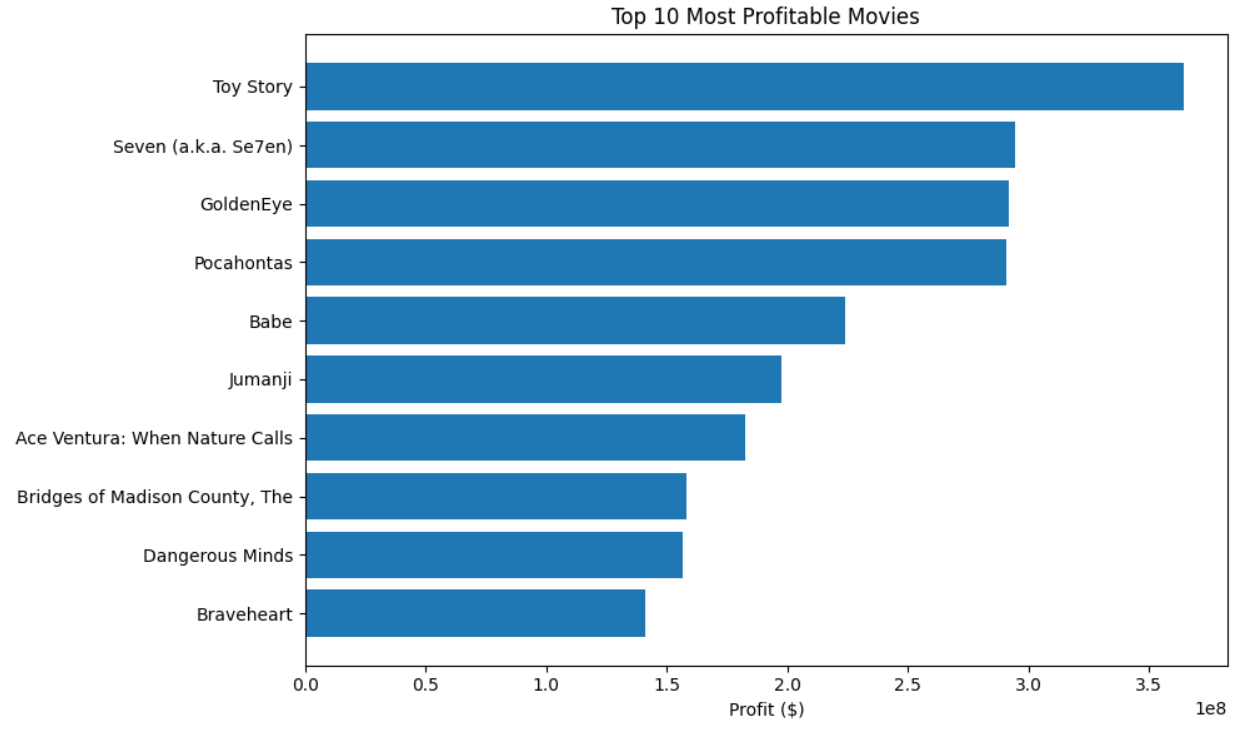 Top 10 Most Profitable Movies
Toy Story
Seven (a.k.a. Se7en)
GoldenEye
Pocahontas
Babe
Jumanji
Ace Ventura: When Nature Calls
Bridges of Madison County, The
Dangerous Minds
Braveheart
0.0 0.5 1.0 1.5 2.0 2.5 3.0 3.5
Profit ($)
1e8